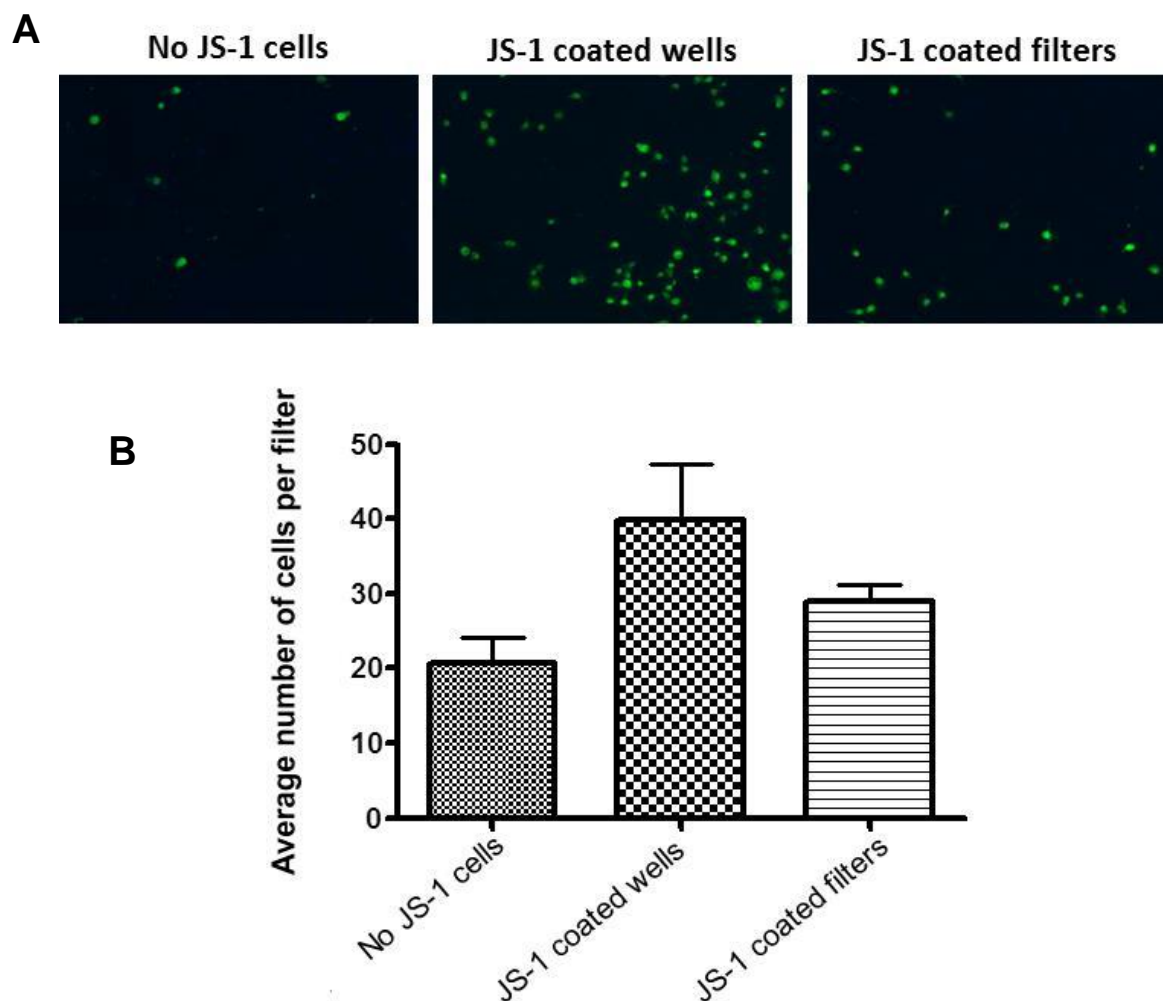 A
No JS-1 cells
JS-1 coated wells
JS-1 coated filters
B
Average number of cells per filter
50
40
30
20
10
0
No JS-1 cells
JS-1 coated wells
JS-1 coated filters